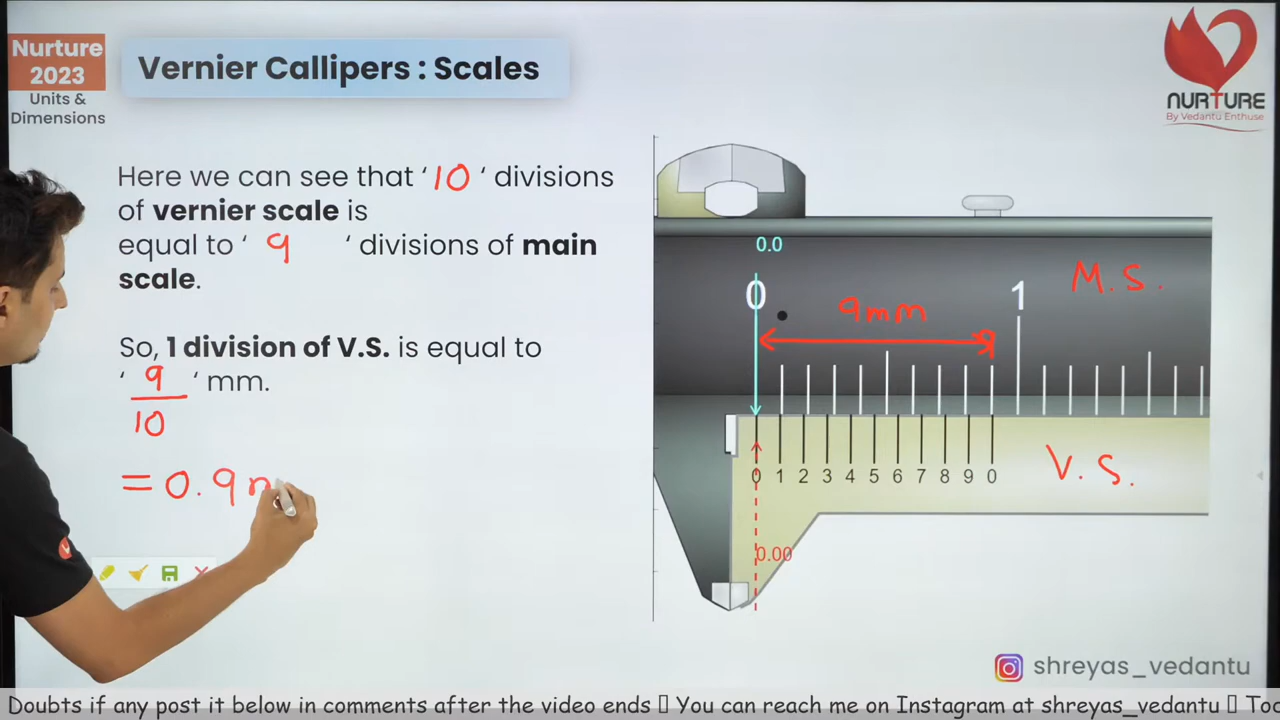 Nurture
2023
Units &
Dimensions
Vernier Callipers : Scales
NURTURE
By Vedantu Enthuse
Here we can see that ‘ 10 ‘ divisions
of vernier scale is
equal to ‘ 9 ‘ divisions of main
scale.
So, 1 division of V.S. is equal to
‘ 9 ‘ mm.
10
= 0.9m
0.0
0 1
9mm
M.S.
0 1 2 3 4 5 6 7 8 9 0
V.S.
0.00
shreyas_vedantu
Doubts if any post it below in comments after the video ends ▯ You can reach me on Instagram at shreyas_vedantu ▯ Too